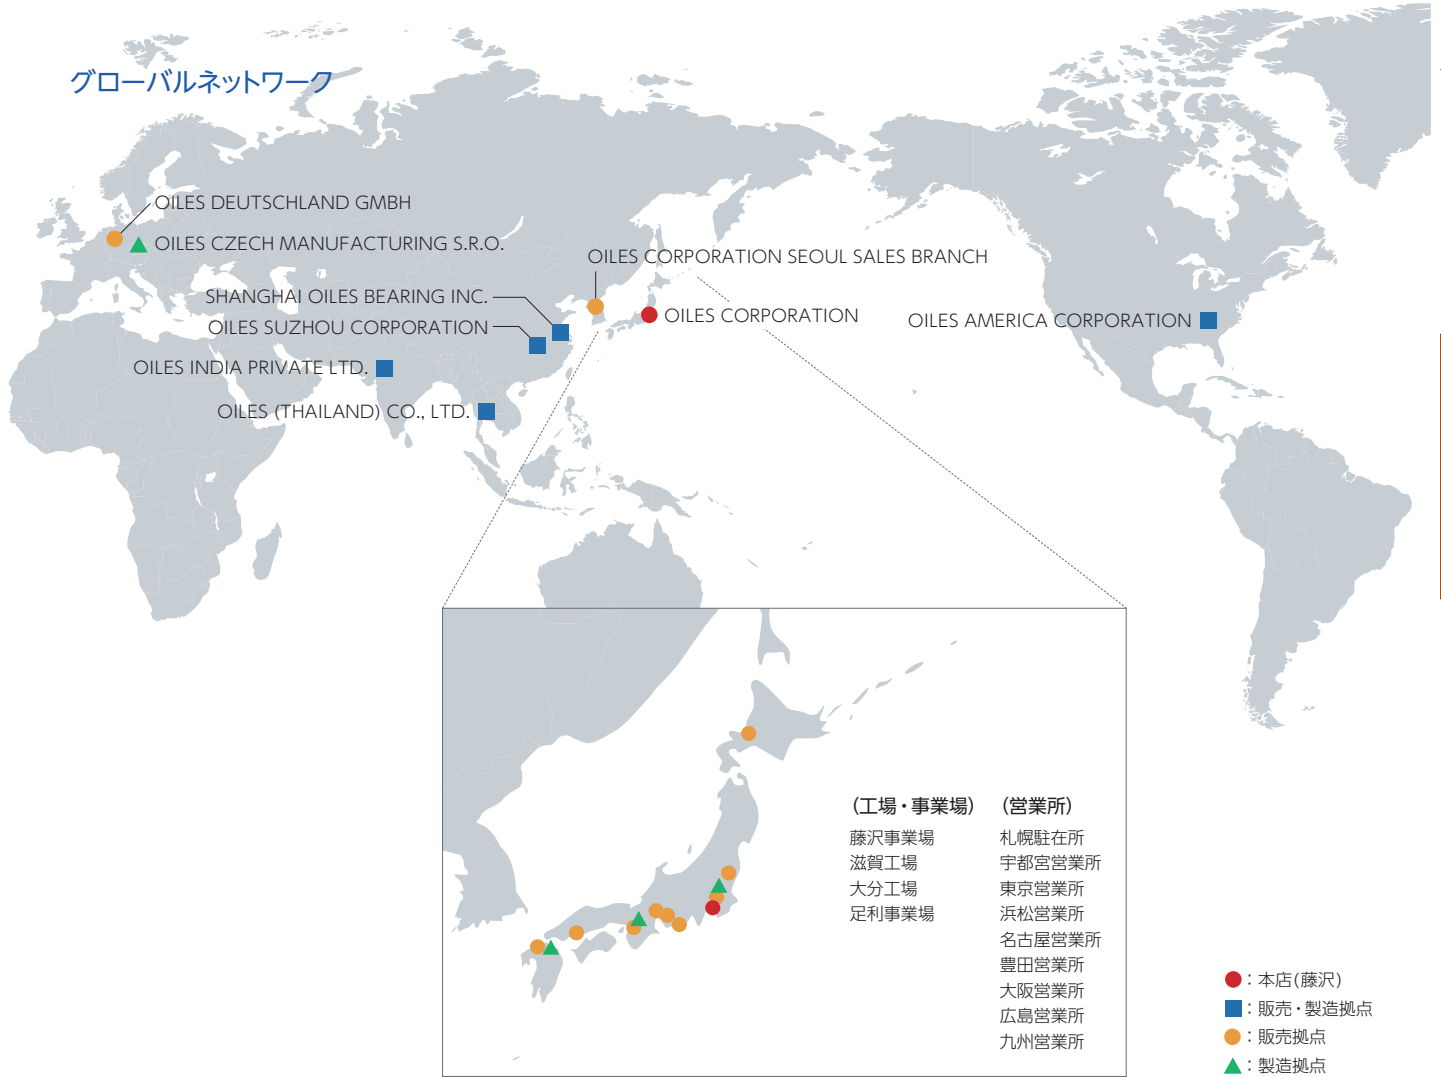 グローバルネットワーク
OILES DEUTSCHLAND GMBH
OILES CZECH MANUFACTURING S.R.O.
OILES CORPORATION SEOUL SALES BRANCH
SHANGHAI OILES BEARING INC.
OILES CORPORATION
OILES AMERICA CORPORATION
OILES SUZHOU CORPORATION
OILES INDIA PRIVATE LTD.
OILES (THAILAND) CO., LTD.
(工場・事業場)
藤沢事業場
滋賀工場
大分工場
足利事業場
(営業所)
札幌駐在所
宇都宮営業所
東京営業所
浜松営業所
名古屋営業所
豊田営業所
大阪営業所
広島営業所
九州営業所
：本店(藤沢)
：販売・製造拠点
：販売拠点
：製造拠点